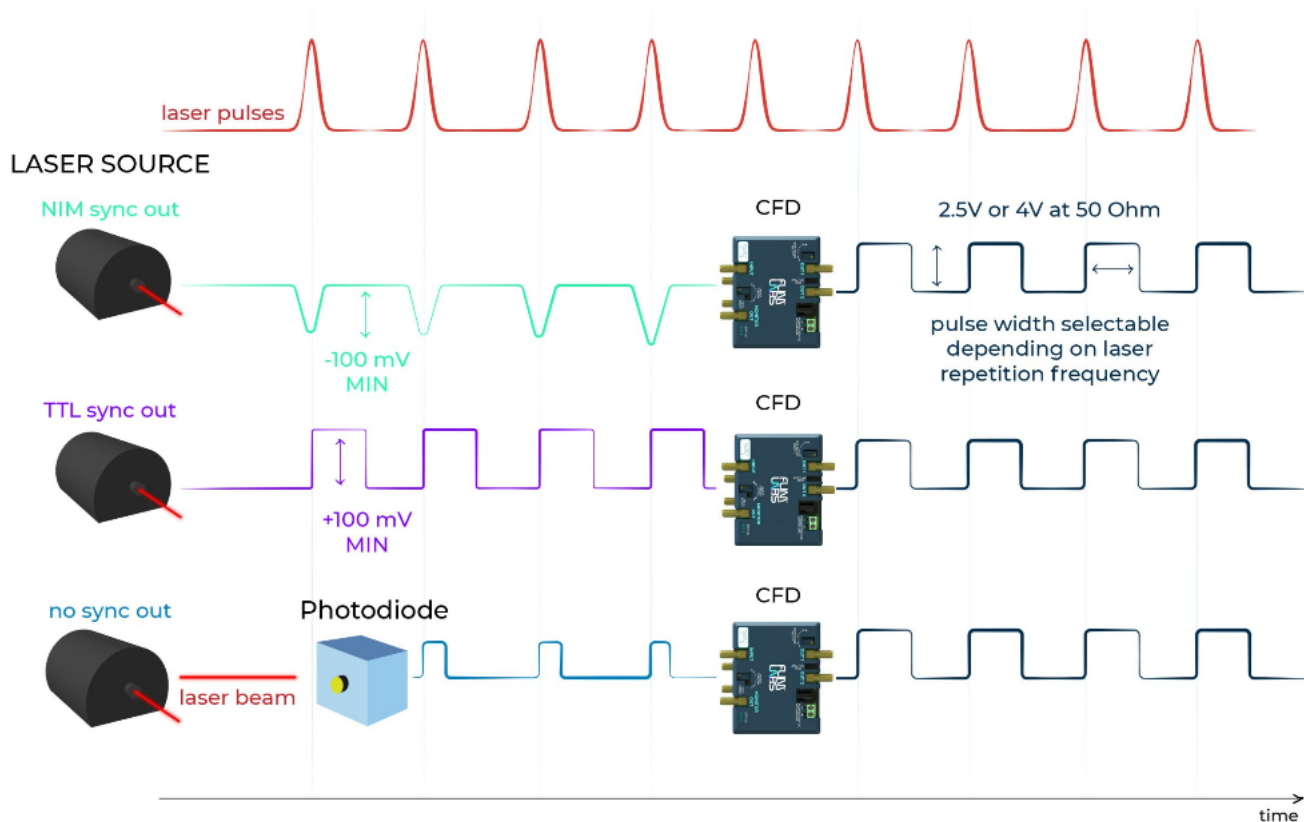 laser pulses
LASER SOURCE
NIM sync out
CFD
2.5V or 4V at 50 Ohm
-100 mV
MIN
pulse width selectable
depending on laser
repetition frequency
TTL sync out
CFD
+100 mV
MIN
no sync out
Photodiode
CFD
laser beam
time